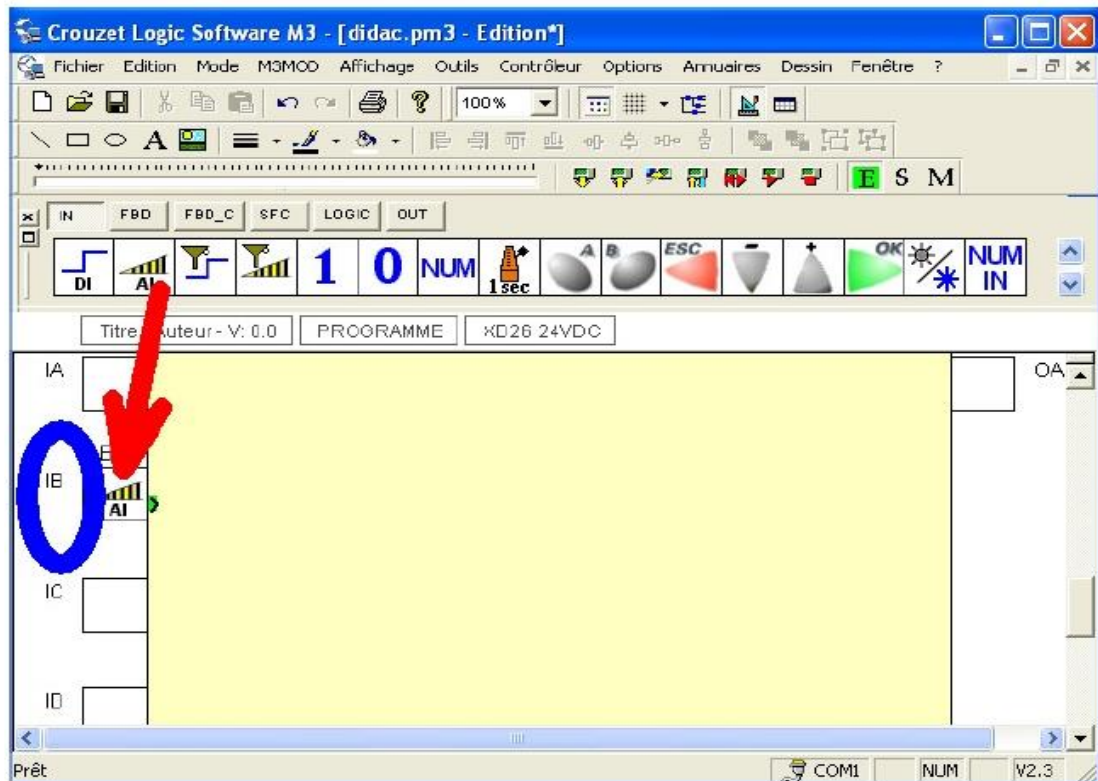 Crouzet Logic Software M3 - [didac.pm3 - Edition*]
Fichier Edition Mode M3MOD Affichage Outils Contrôleur Options Annuaires Dessin Fenêtre ?
100%
A
E S M
IN FBD FBD_C SFC LOGIC OUT
DI AI 1 0 NUM 1 sec A B ESC - + OK NUM IN
Titre uteur - V: 0.0 PROGRAMME XD26 24VDC
IA OA
IB
AI
IC
ID
Prêt COM1 NUM V2.3